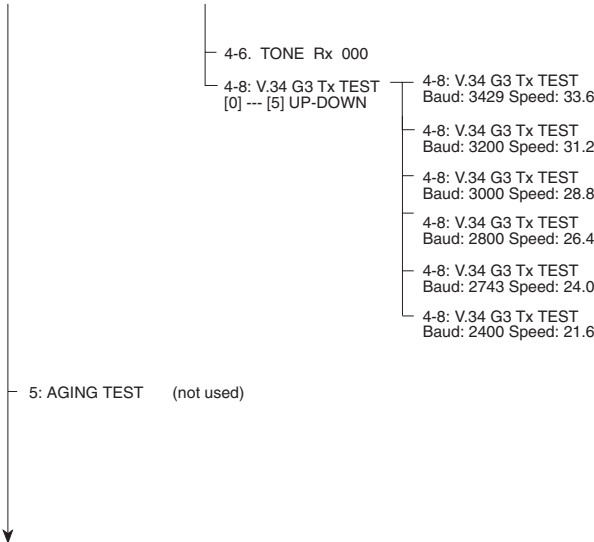 4-6. TONE Rx 000
4-8: V.34 G3 Tx TEST
[0] --- [5] UP-DOWN
4-8: V.34 G3 Tx TEST
Baud: 3429 Speed: 33.6
4-8: V.34 G3 Tx TEST
Baud: 3200 Speed: 31.2
4-8: V.34 G3 Tx TEST
Baud: 3000 Speed: 28.8
4-8: V.34 G3 Tx TEST
Baud: 2800 Speed: 26.4
4-8: V.34 G3 Tx TEST
Baud: 2743 Speed: 24.0
4-8: V.34 G3 Tx TEST
Baud: 2400 Speed: 21.6
5: AGING TEST (not used)